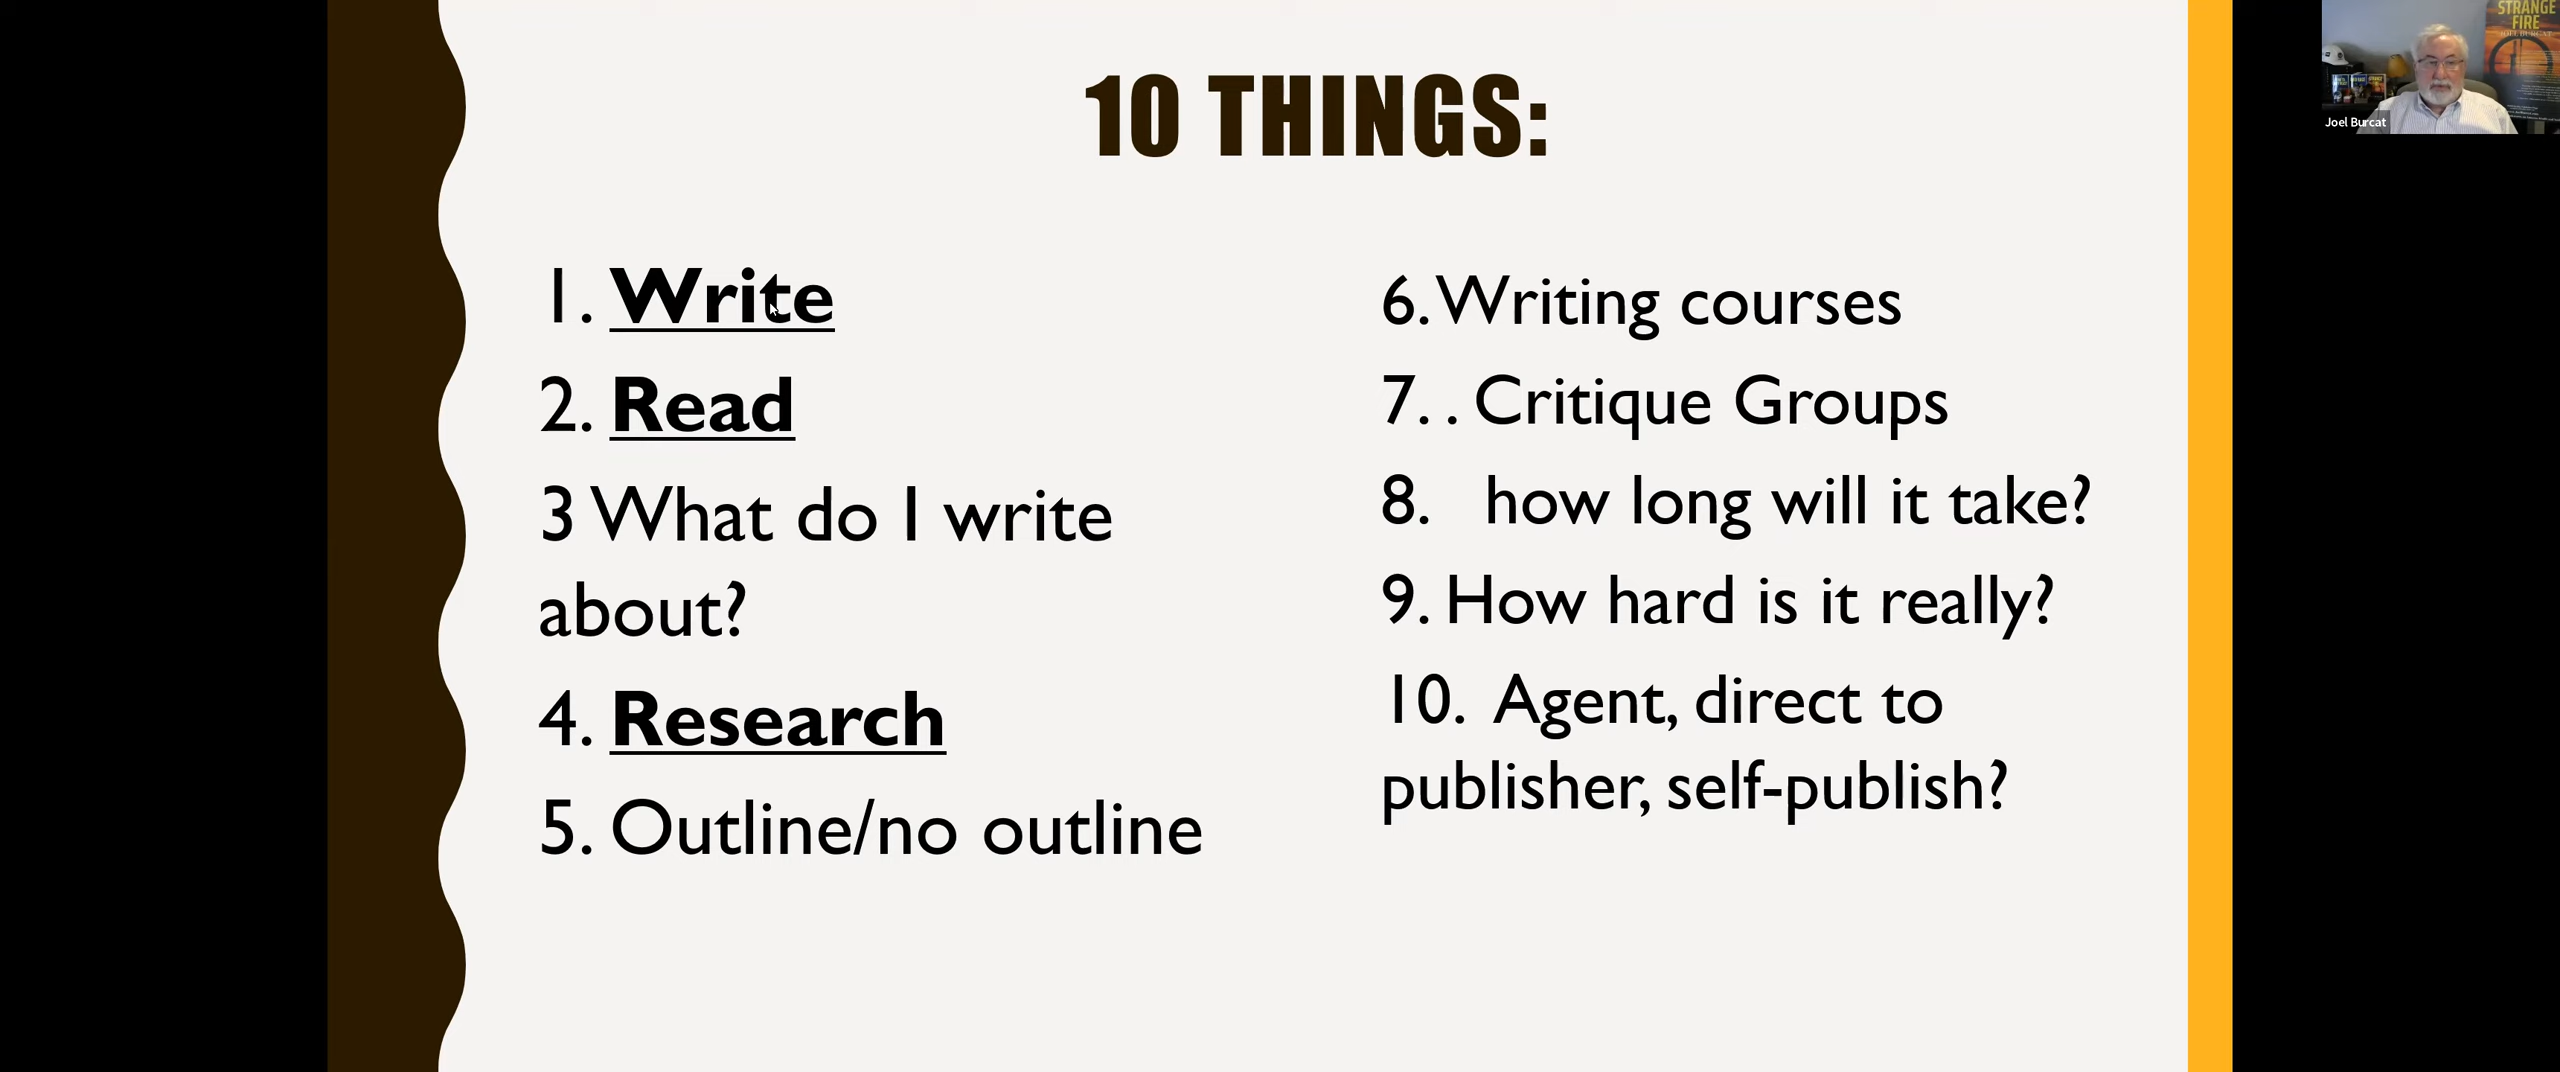 10 THINGS:
1. Write
2. Read
3 What do I write
about?
4. Research
5. Outline/no outline
6. Writing courses
7. . Critique Groups
8. how long will it take?
9. How hard is it really?
10. Agent, direct to
publisher, self-publish?
STRANGE
FIRE
JOEL BURCAT
Joel Burcat